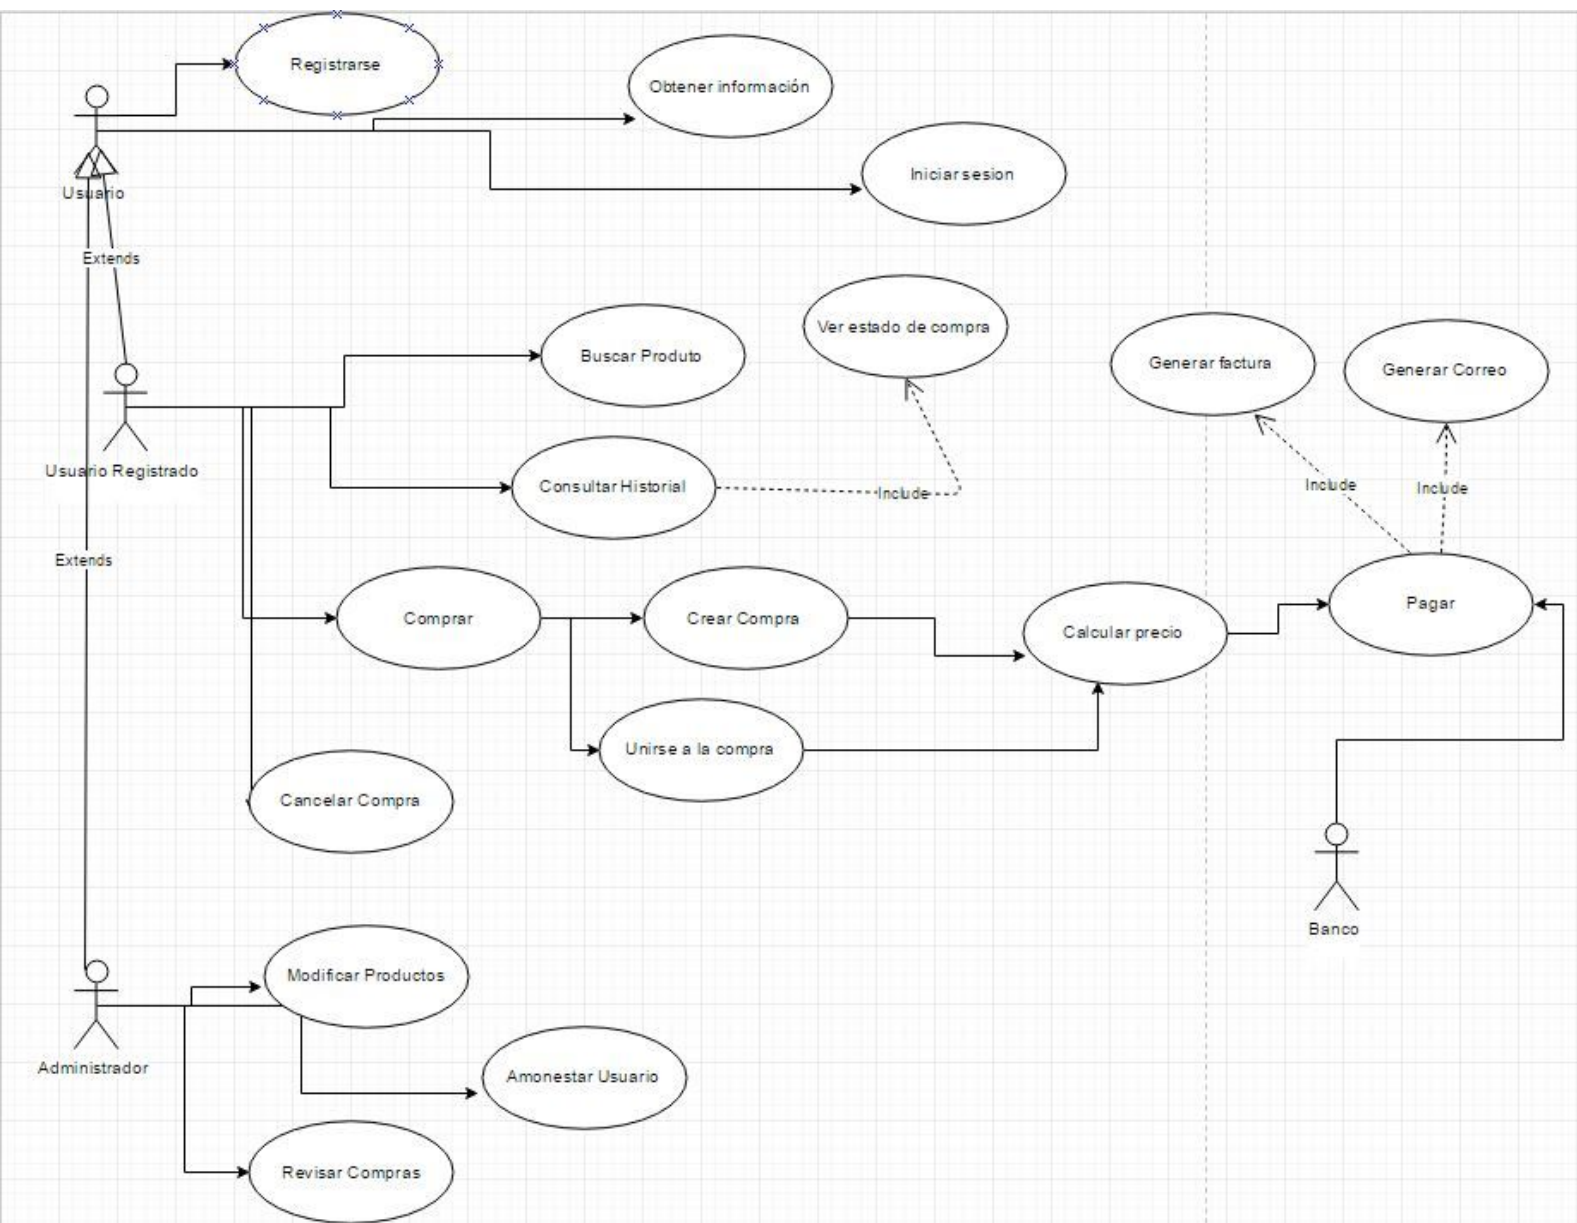 Registrarse
Obtener información
Iniciar sesion
Usuario
Extends
Ver estado de compra
Buscar Produto
Generar factura
Generar Correo
Usuario Registrado
Consultar Historial
Include
Include
Include
Extends
Comprar
Crear Compra
Calcular precio
Pagar
Unirse a la compra
Cancelar Compra
Banco
Modificar Productos
Administrador
Amonestar Usuario
Revisar Compras